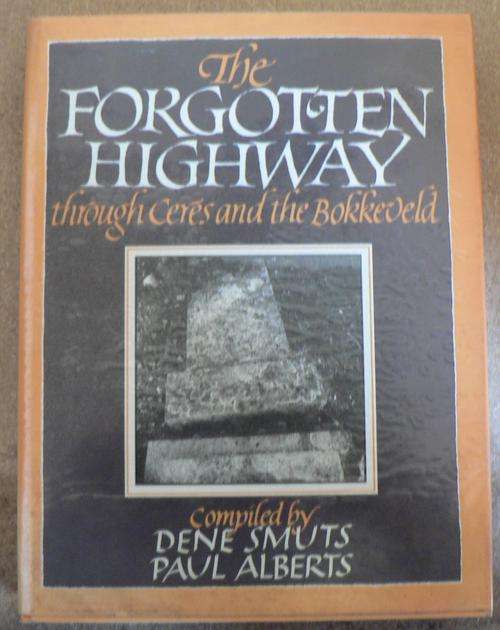 The
FORGOTTEN
HIGHWAY
through Ceres and the Bokkeveld
Compiled by
DENE SMUTS
PAUL ALBERTS